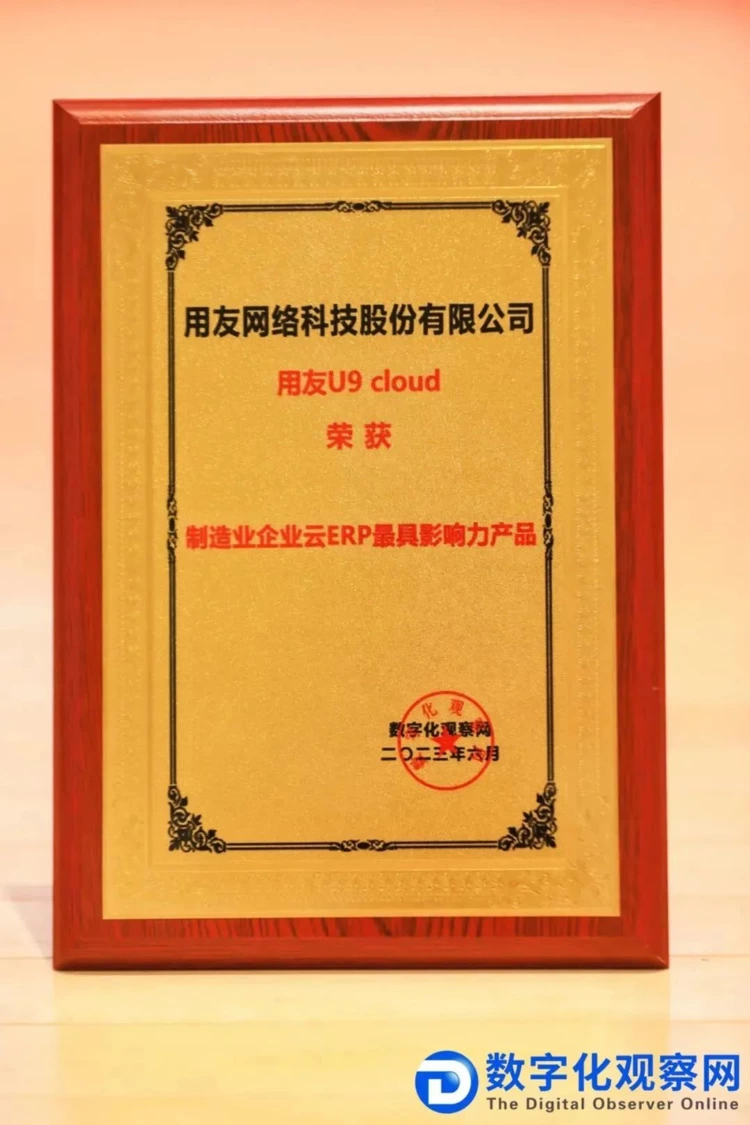 用友网络科技股份有限公司
用友U9 cloud
荣 获
制造业企业云ERP最具影响力产品
数字化观察网
二〇二三年六月
数字化观察网
The Digital Observer Online